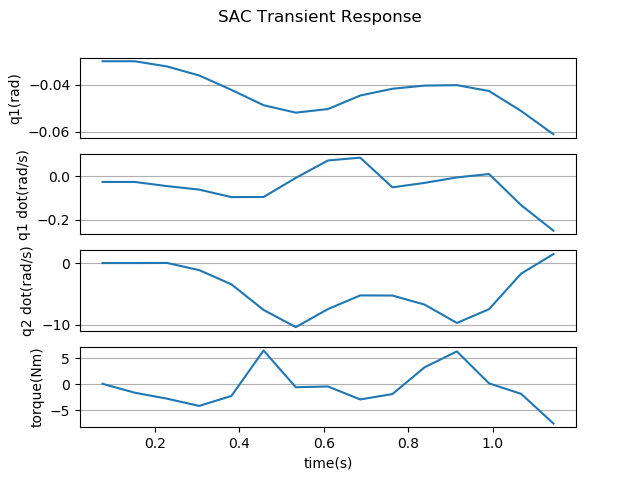 SAC Transient Response
q1(rad)
−0.04
−0.06
q1 dot(rad/s)
0.0
−0.2
q2 dot(rad/s)
0
−10
torque(Nm)
5
0
−5
0.2 0.4 0.6 0.8 1.0
time(s)